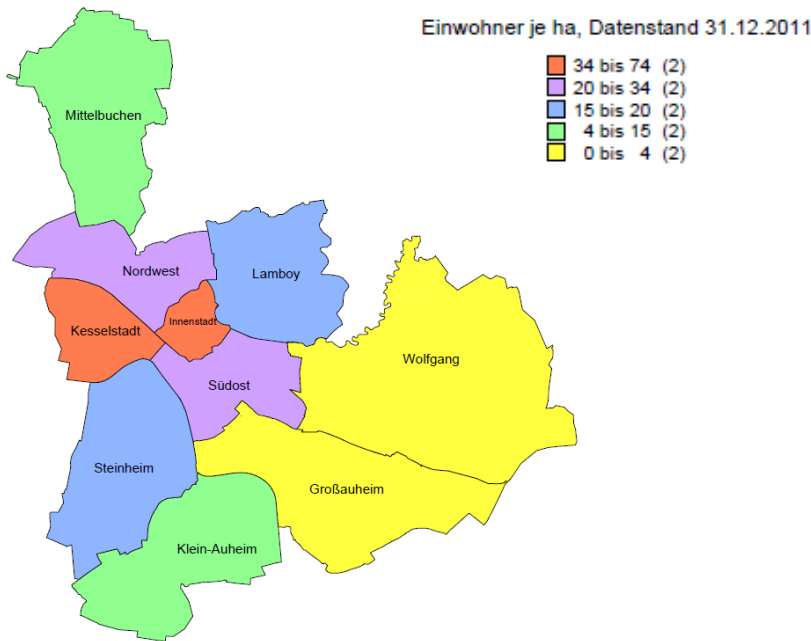 Einwohner je ha, Datenstand 31.12.2011
34 bis 74 (2)
20 bis 34 (2)
15 bis 20 (2)
4 bis 15 (2)
0 bis 4 (2)
Mittelbuchen
Nordwest
Lamboy
Innenstadt
Kesselstadt
Wolfgang
Südost
Steinheim
Großauheim
Klein-Auheim